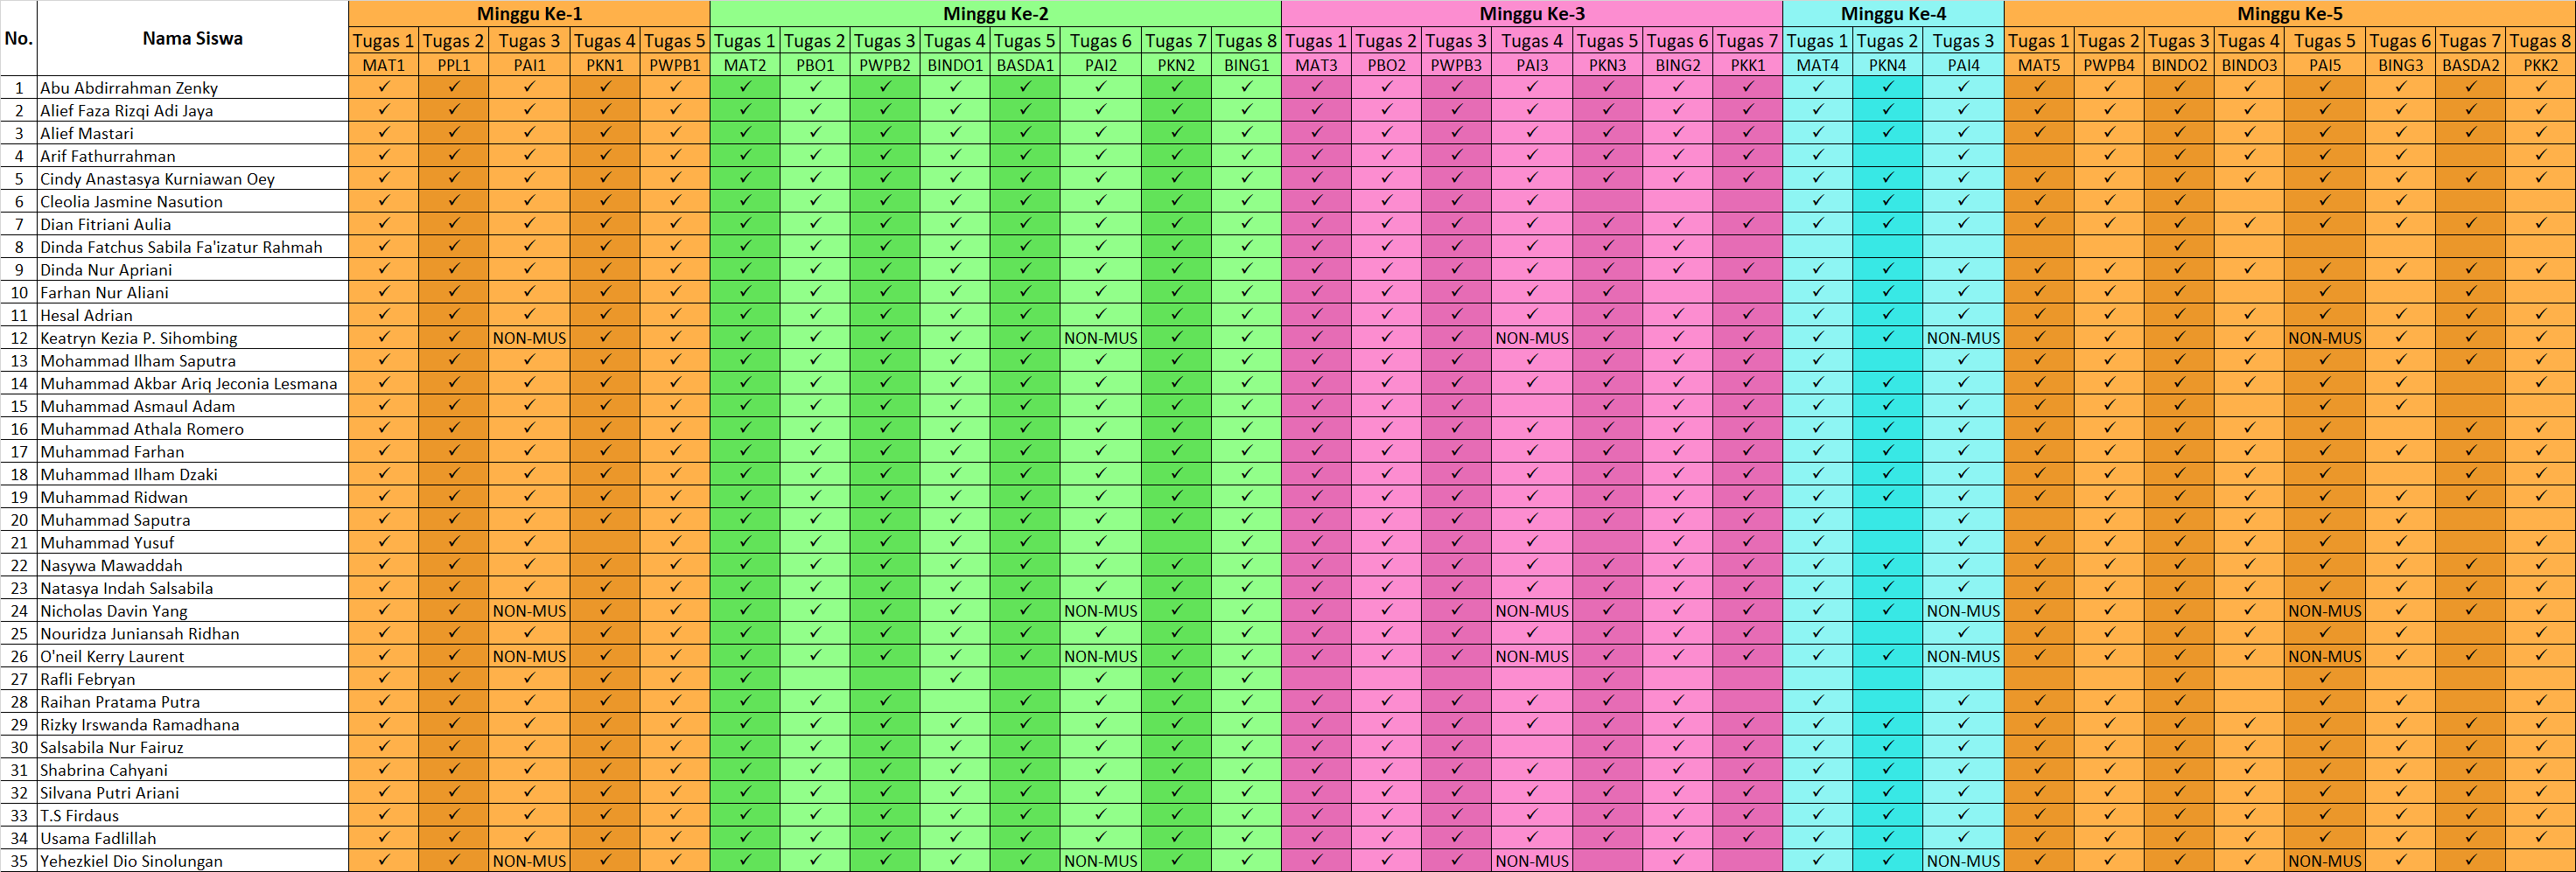 No. Nama Siswa Minggu Ke-1 Minggu Ke-2 Minggu Ke-3 Minggu Ke-4 Minggu Ke-5
Tugas 1 Tugas 2 Tugas 3 Tugas 4 Tugas 5 Tugas 1 Tugas 2 Tugas 3 Tugas 4 Tugas 5 Tugas 6 Tugas 7 Tugas 8 Tugas 1 Tugas 2 Tugas 3 Tugas 4 Tugas 5 Tugas 6 Tugas 7 Tugas 1 Tugas 2 Tugas 3 Tugas 1 Tugas 2 Tugas 3 Tugas 4 Tugas 5 Tugas 6 Tugas 7 Tugas 8
MAT1 PPL1 PAI1 PKN1 PWPB1 MAT2 PBO1 PWPB2 BINDO1 BASDA1 PAI2 PKN2 BING1 MAT3 PBO2 PWPB3 PAI3 PKN3 BING2 PKK1 MAT4 PKN4 PAI4 MAT5 PWPB4 BINDO2 BINDO3 PAI5 BING3 BASDA2 PKK2
1 Abu Abdirrahman Zenky
2 Alief Faza Rizqi Adi Jaya
3 Alief Mastari
4 Arif Fathurrahman
5 Cindy Anastasya Kurniawan Oey
6 Cleolia Jasmine Nasution
7 Dian Fitriani Aulia
8 Dinda Fatchus Sabila Fa'izatur Rahmah
9 Dinda Nur Apriani
10 Farhan Nur Aliani
11 Hesal Adrian
12 Keatryn Kezia P. Sihombing NON-MUS NON-MUS NON-MUS NON-MUS NON-MUS
13 Mohammad Ilham Saputra
14 Muhammad Akbar Ariq Jeconia Lesmana
15 Muhammad Asmaul Adam
16 Muhammad Athala Romero
17 Muhammad Farhan
18 Muhammad Ilham Dzaki
19 Muhammad Ridwan
20 Muhammad Saputra
21 Muhammad Yusuf
22 Nasywa Mawaddah
23 Natasya Indah Salsabila
24 Nicholas Davin Yang NON-MUS NON-MUS NON-MUS NON-MUS NON-MUS
25 Nouridza Juniansah Ridhan
26 O'neil Kerry Laurent NON-MUS NON-MUS NON-MUS NON-MUS NON-MUS
27 Rafli Febryan
28 Raihan Pratama Putra
29 Rizky Irswanda Ramadhana
30 Salsabila Nur Fairuz
31 Shabrina Cahyani
32 Silvana Putri Ariani
33 T.S Firdaus
34 Usama Fadlillah
35 Yehezkiel Dio Sinolungan NON-MUS NON-MUS NON-MUS NON-MUS NON-MUS